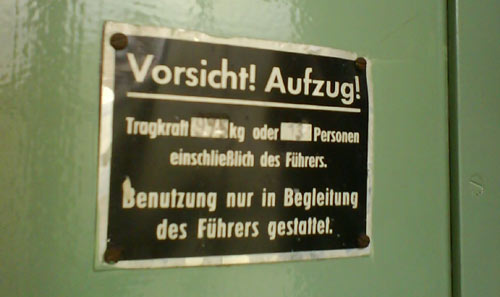 Vorsicht! Aufzug!
Tragkraft kg oder Personen
einschließlich des Führers.
Benutzung nur in Begleitung
des Führers gestattet.